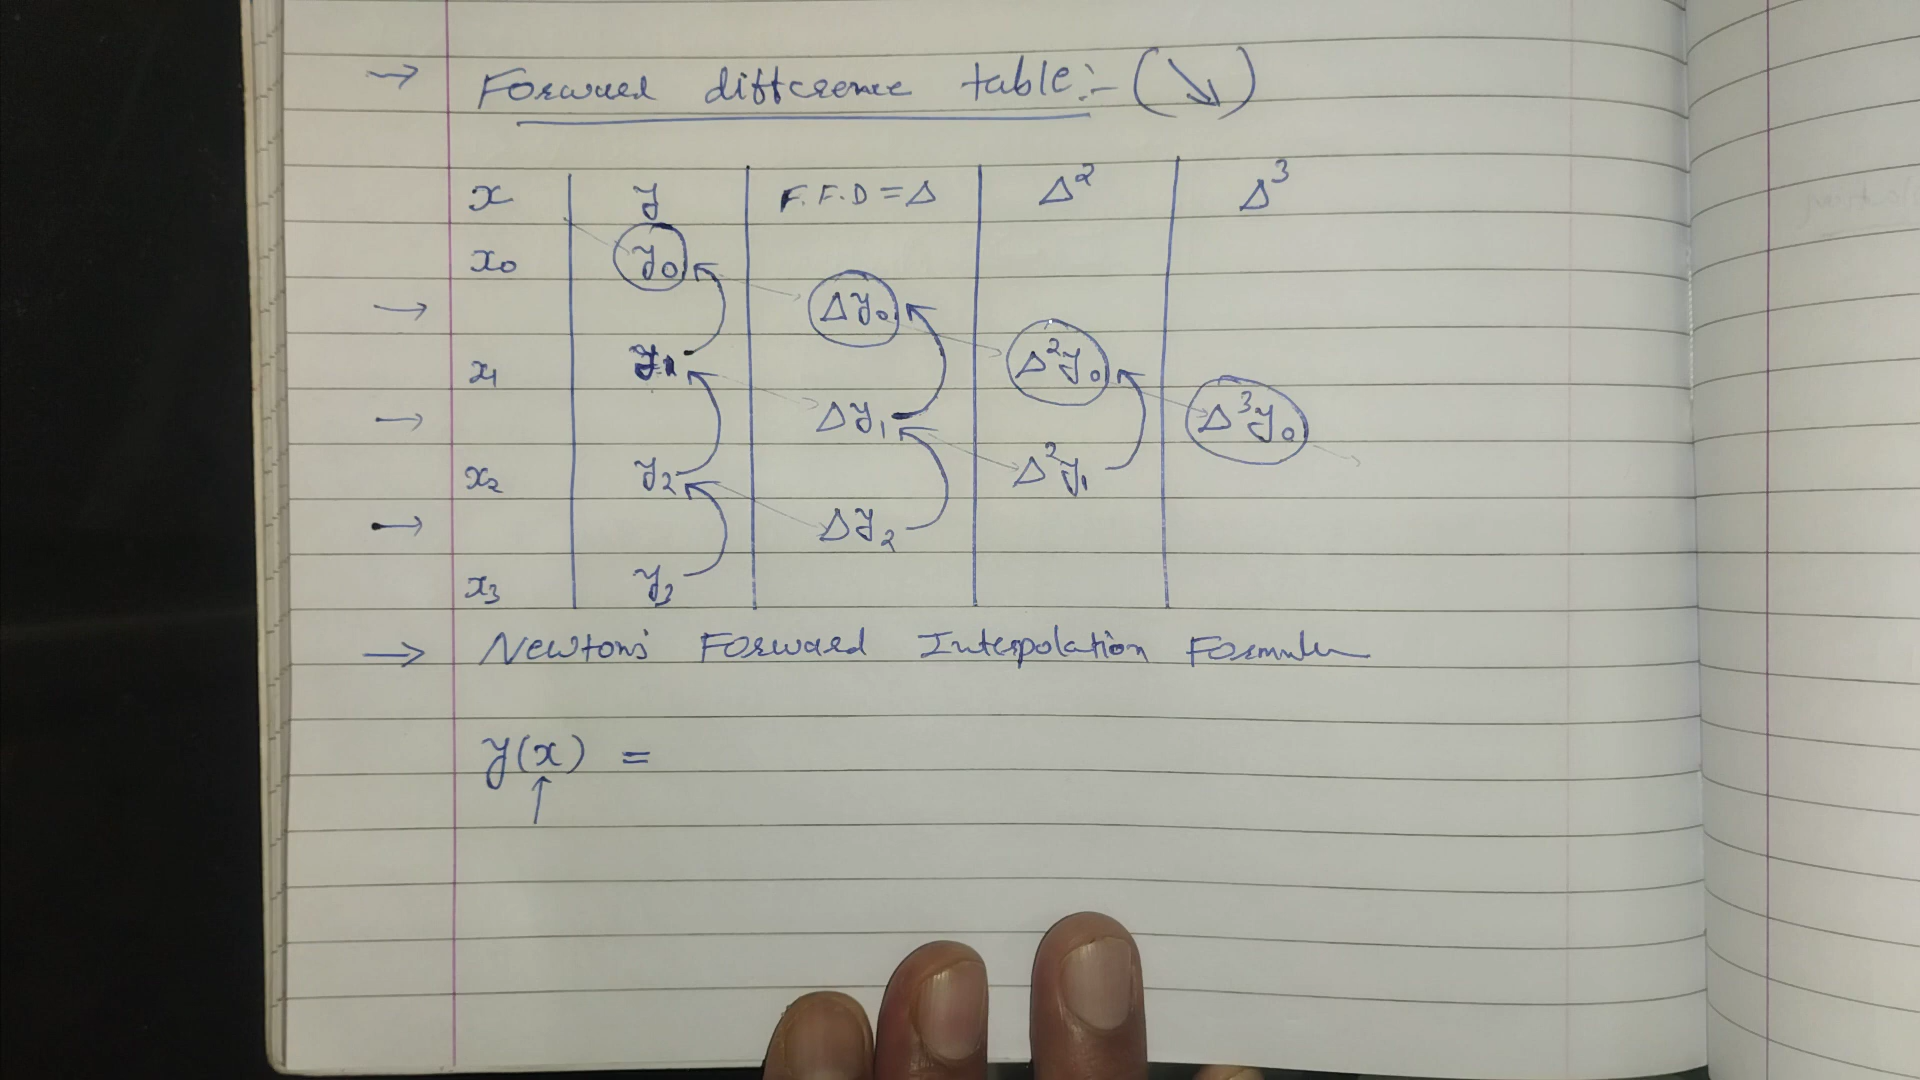 → Forward difference table:- (↘)
x y F.F.D = Δ Δ² Δ³
x₀ y₀
→ Δy₀
x₁ y₁ Δ²y₀
→ Δy₁ Δ³y₀
x₂ y₂ Δ²y₁
→ Δy₂
x₃ y₃
→ Newton's Forward Interpolation Formula
y(x) =
↑